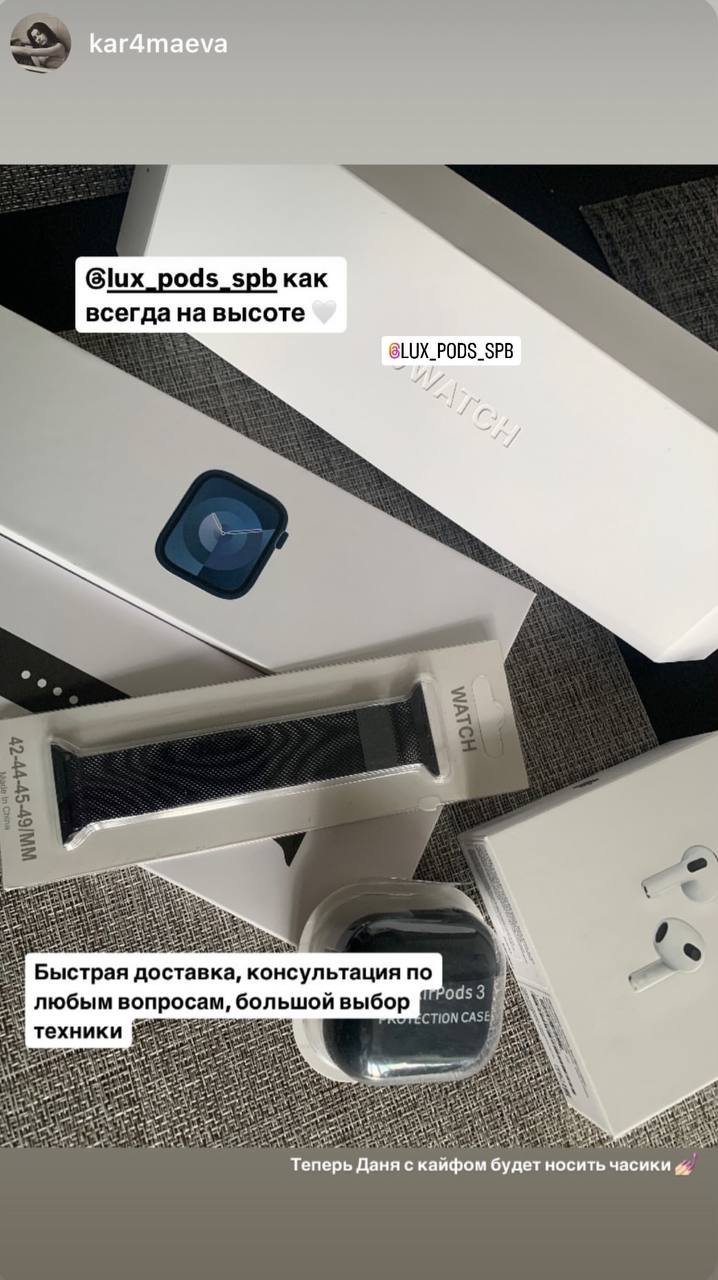 kar4maeva
@lux_pods_spb как
всегда на высоте 🤍
@LUX_PODS_SPB
WATCH
WATCH
42-44-45-49/MM
Made In China
AirPods 3
PROTECTION CASE
Быстрая доставка, консультация по
любым вопросам, большой выбор
техники
Теперь Даня с кайфом будет носить часики 💅